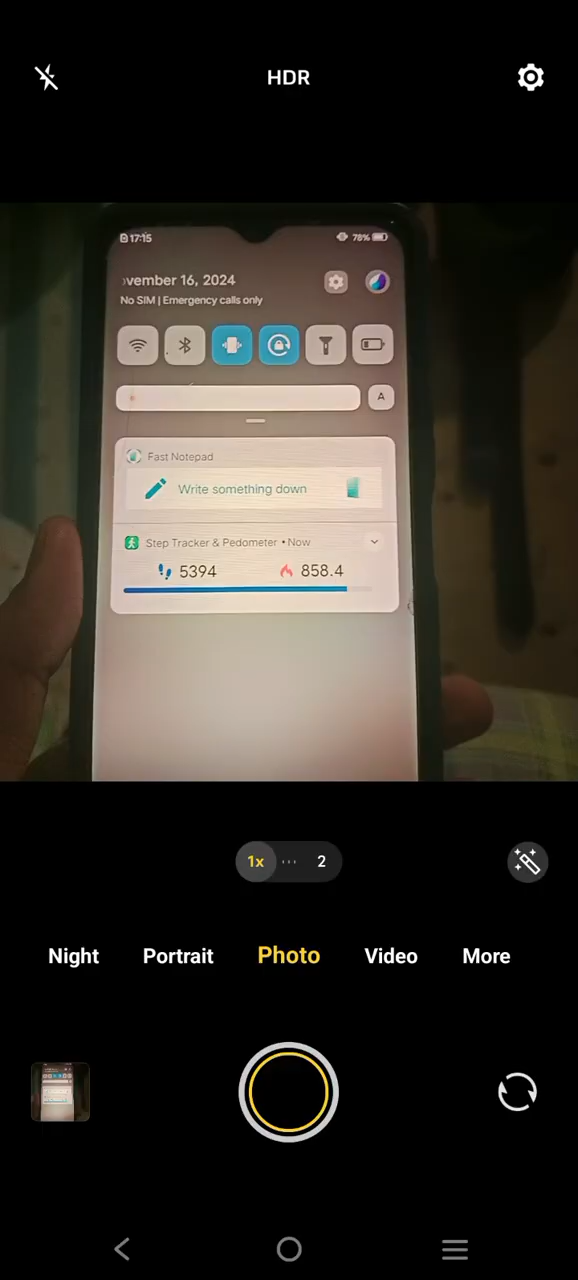 HDR
17:15
78%
vember 16, 2024
No SIM | Emergency calls only
A
Fast Notepad
Write something down
Step Tracker & Pedometer • Now
5394 858.4
1x 2
Night Portrait Photo Video More